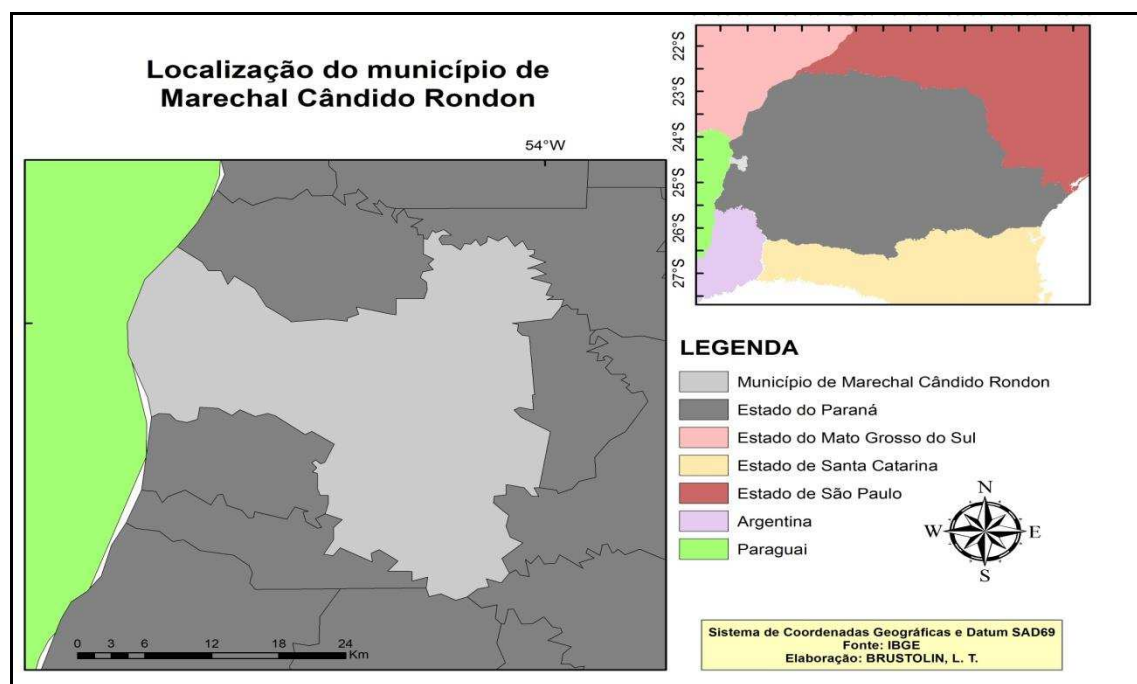 Localização do município de
Marechal Cândido Rondon
54°W
22°S
23°S
24°S
25°S
26°S
27°S
LEGENDA
Município de Marechal Cândido Rondon
Estado do Paraná
Estado do Mato Grosso do Sul
Estado de Santa Catarina
Estado de São Paulo
Argentina
Paraguai
N
W E
S
0 3 6 12 18 24
Km
Sistema de Coordenadas Geográficas e Datum SAD69
Fonte: IBGE
Elaboração: BRUSTOLIN, L. T.